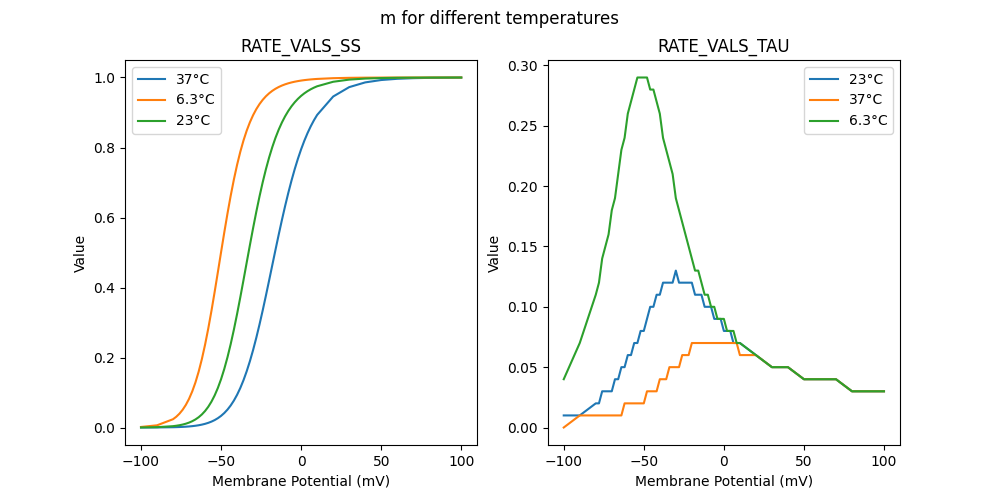 m for different temperatures
RATE_VALS_SS
RATE_VALS_TAU
37°C
6.3°C
23°C
1.0
0.8
0.6
0.4
0.2
0.0
Value
−100 −50 0 50 100
Membrane Potential (mV)
23°C
37°C
6.3°C
0.30
0.25
0.20
0.15
0.10
0.05
0.00
Value
−100 −50 0 50 100
Membrane Potential (mV)